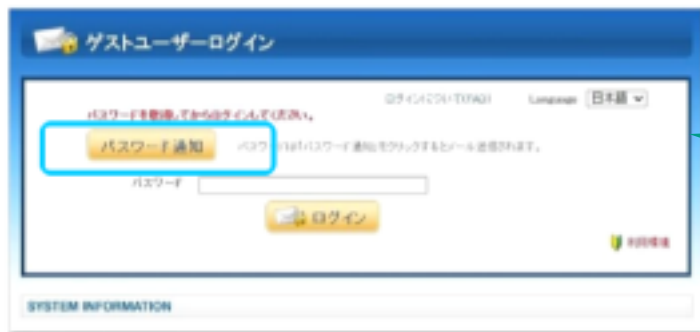 ゲストユーザーログイン
ログインについて(FAQ) Language 日本語
パスワードを取得してからログインしてください。
パスワード通知 パスワードは「パスワード通知」をクリックするとメール送信されます。
パスワード
ログイン
利用環境
SYSTEM INFORMATION